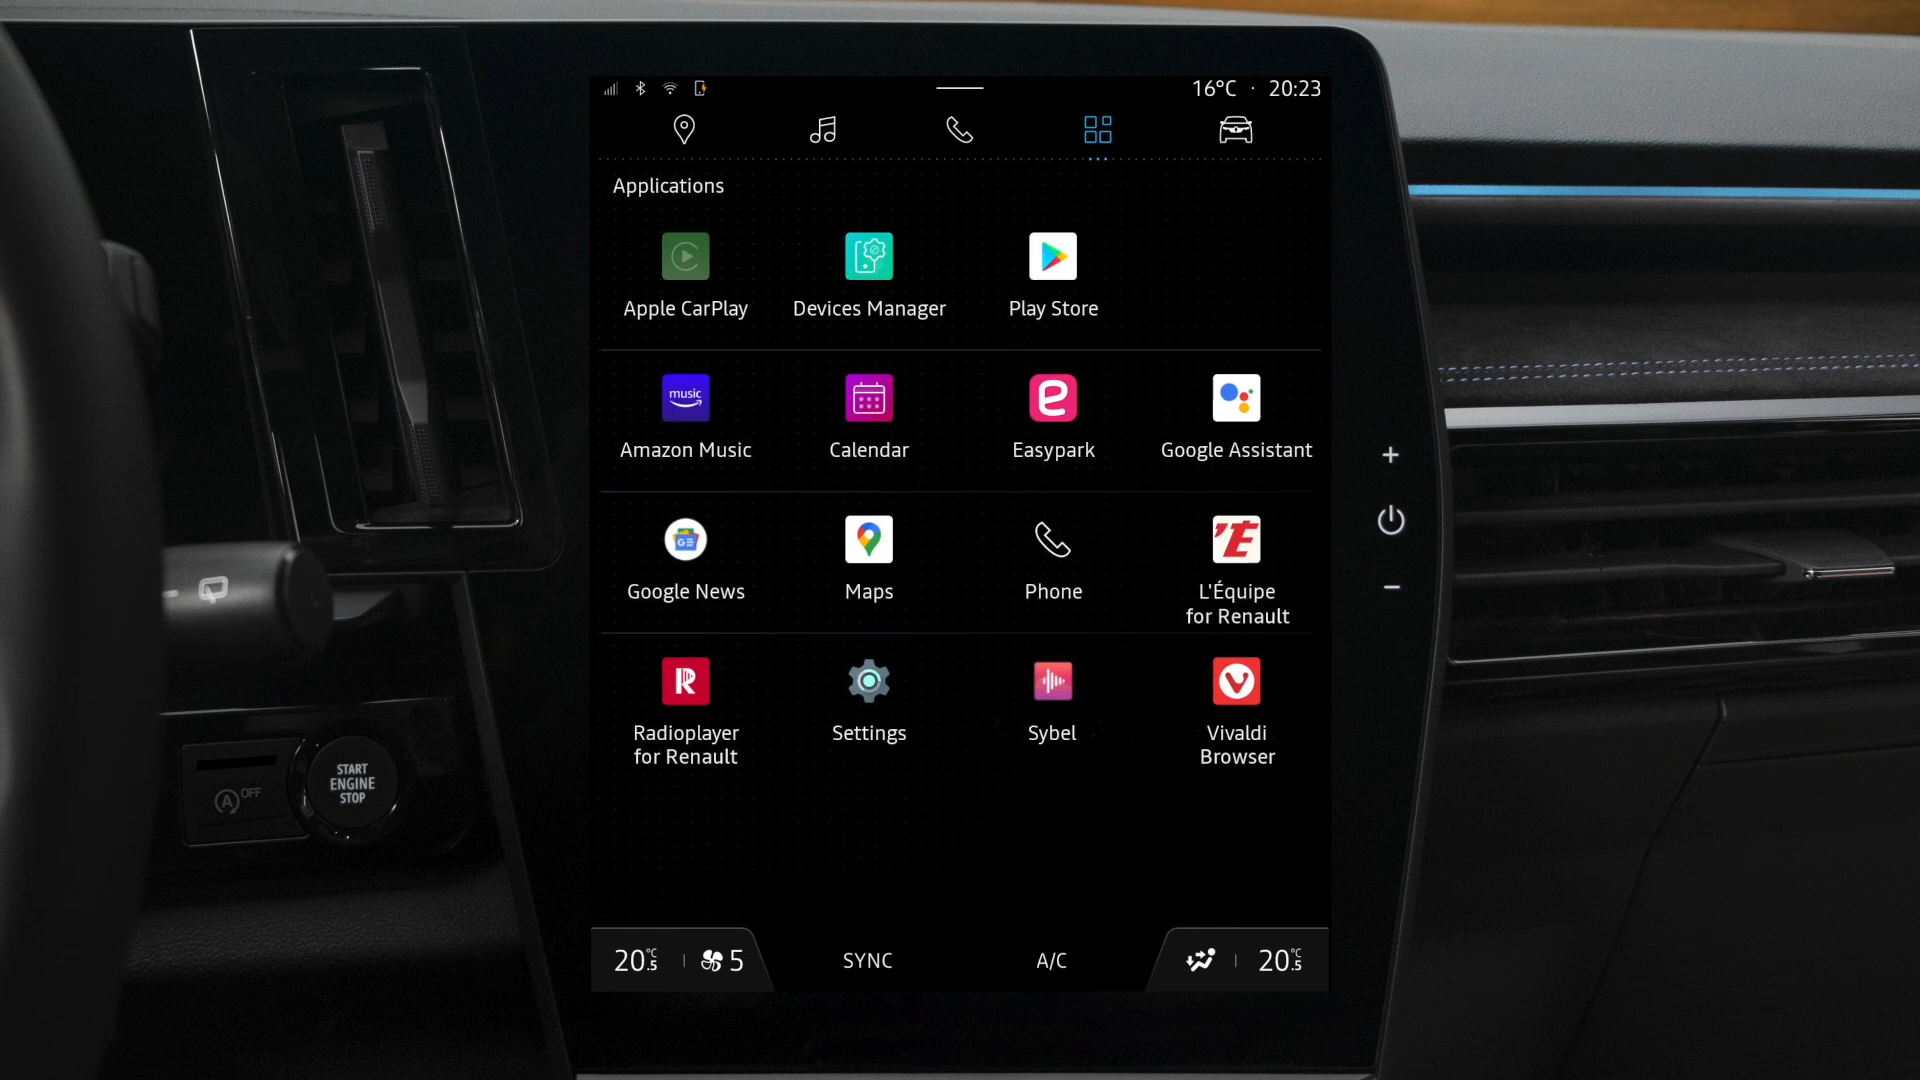 16°C · 20:23
Applications
Apple CarPlay
Devices Manager
Play Store
music
Amazon Music
Calendar
Easypark
Google Assistant
GE
Google News
Maps
Phone
'É
L'Équipe
for Renault
R
Radioplayer
for Renault
Settings
Sybel
Vivaldi
Browser
START
ENGINE
STOP
A OFF
20.5°C
5
SYNC
A/C
20.5°C
+
−